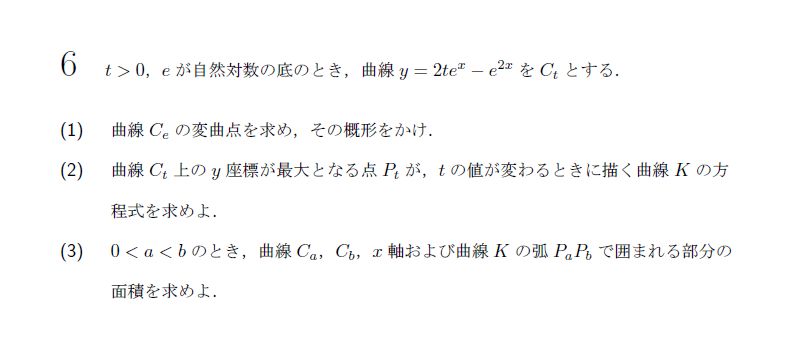 6 t > 0，e が自然対数の底のとき，曲線 y = 2te^x − e^{2x} を C_t とする．
(1) 曲線 C_e の変曲点を求め，その概形をかけ．
(2) 曲線 C_t 上の y 座標が最大となる点 P_t が，t の値が変わるときに描く曲線 K の方
程式を求めよ．
(3) 0 < a < b のとき，曲線 C_a，C_b，x 軸および曲線 K の弧 P_aP_b で囲まれる部分の
面積を求めよ．